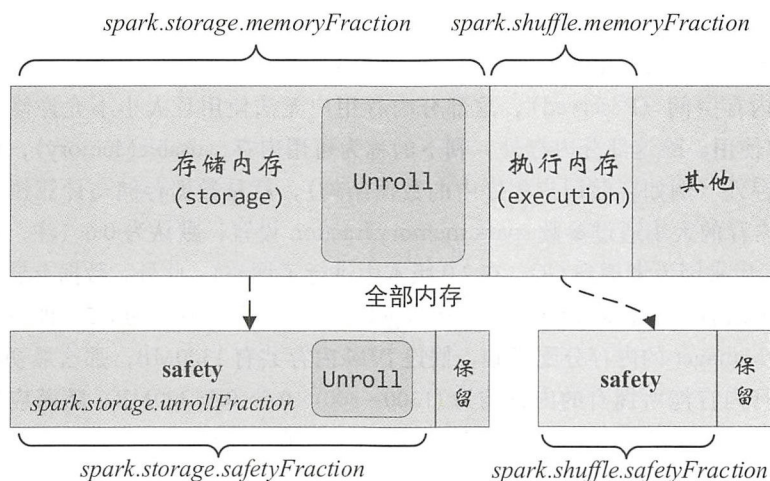 spark.storage.memoryFraction
spark.shuffle.memoryFraction
存储内存
(storage)
Unroll
执行内存
(execution)
其他
全部内存
safety
spark.storage.unrollFraction
Unroll
保留
safety
保留
spark.storage.safetyFraction
spark.shuffle.safetyFraction